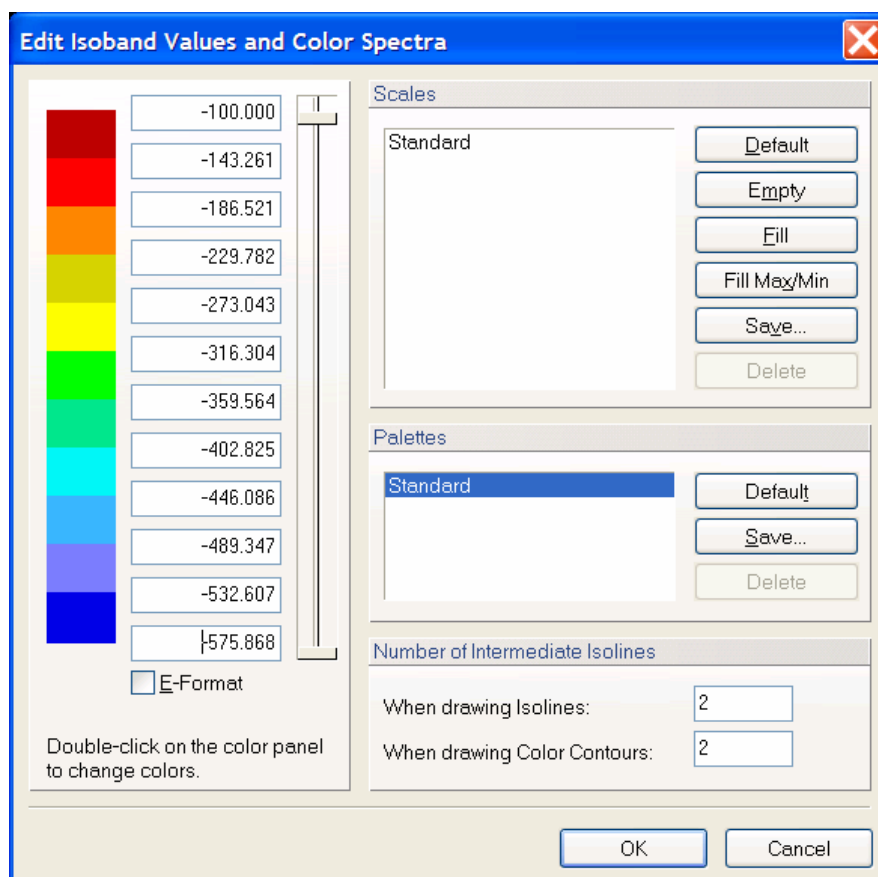 Edit Isoband Values and Color Spectra
-100.000
-143.261
-186.521
-229.782
-273.043
-316.304
-359.564
-402.825
-446.086
-489.347
-532.607
-575.868
E-Format
Double-click on the color panel
to change colors.
Scales
Standard
Default
Empty
Fill
Fill Max/Min
Save...
Delete
Palettes
Standard
Default
Save...
Delete
Number of Intermediate Isolines
When drawing Isolines: 2
When drawing Color Contours: 2
OK Cancel